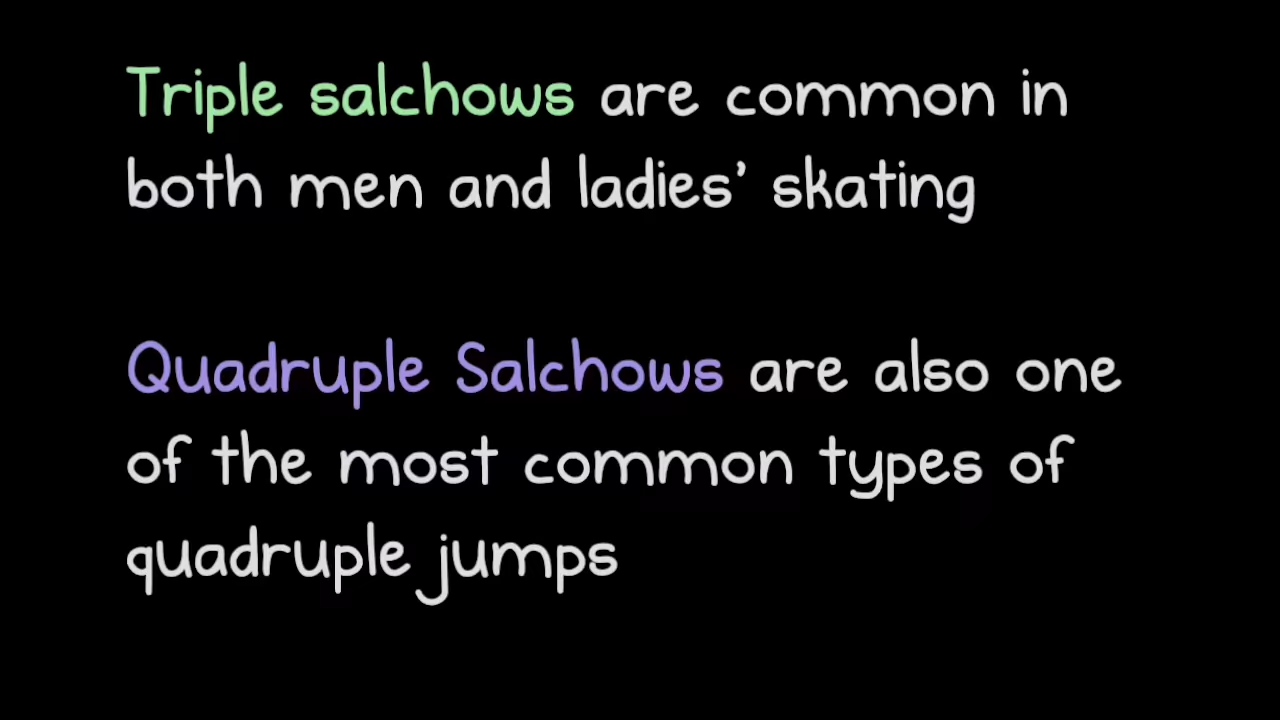 Triple salchows are common in
both men and ladies’ skating
Quadruple Salchows are also one
of the most common types of
quadruple jumps